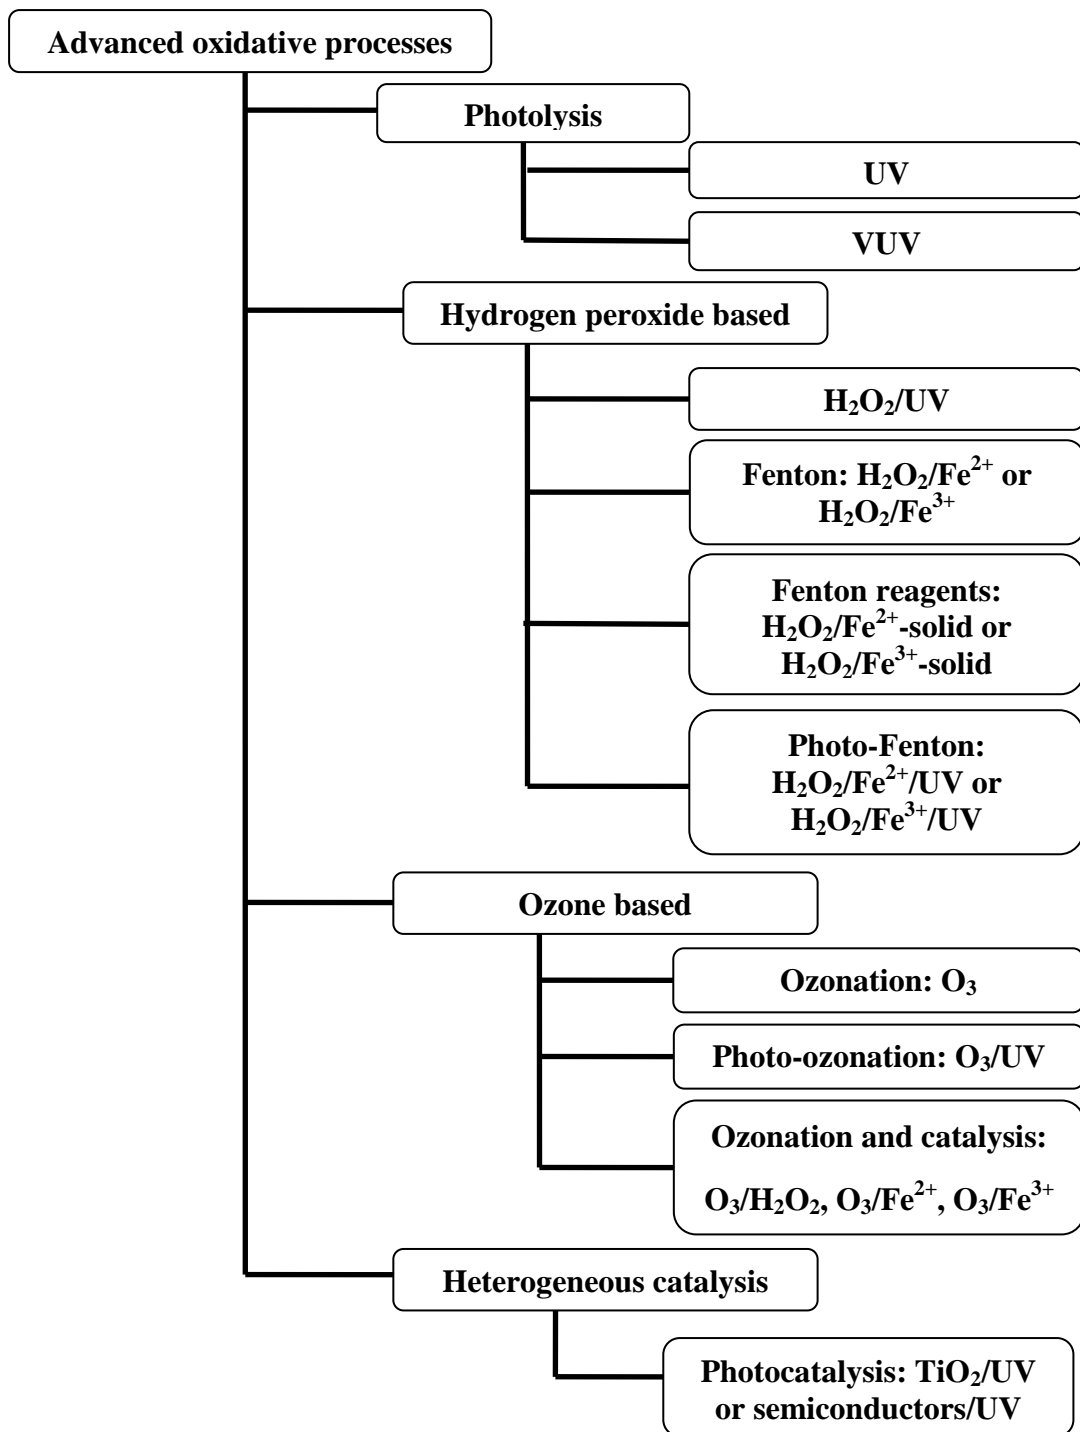 Advanced oxidative processes
Photolysis
UV
VUV
Hydrogen peroxide based
H₂O₂/UV
Fenton: H₂O₂/Fe²⁺ or
H₂O₂/Fe³⁺
Fenton reagents:
H₂O₂/Fe²⁺-solid or
H₂O₂/Fe³⁺-solid
Photo-Fenton:
H₂O₂/Fe²⁺/UV or
H₂O₂/Fe³⁺/UV
Ozone based
Ozonation: O₃
Photo-ozonation: O₃/UV
Ozonation and catalysis:
O₃/H₂O₂, O₃/Fe²⁺, O₃/Fe³⁺
Heterogeneous catalysis
Photocatalysis: TiO₂/UV
or semiconductors/UV